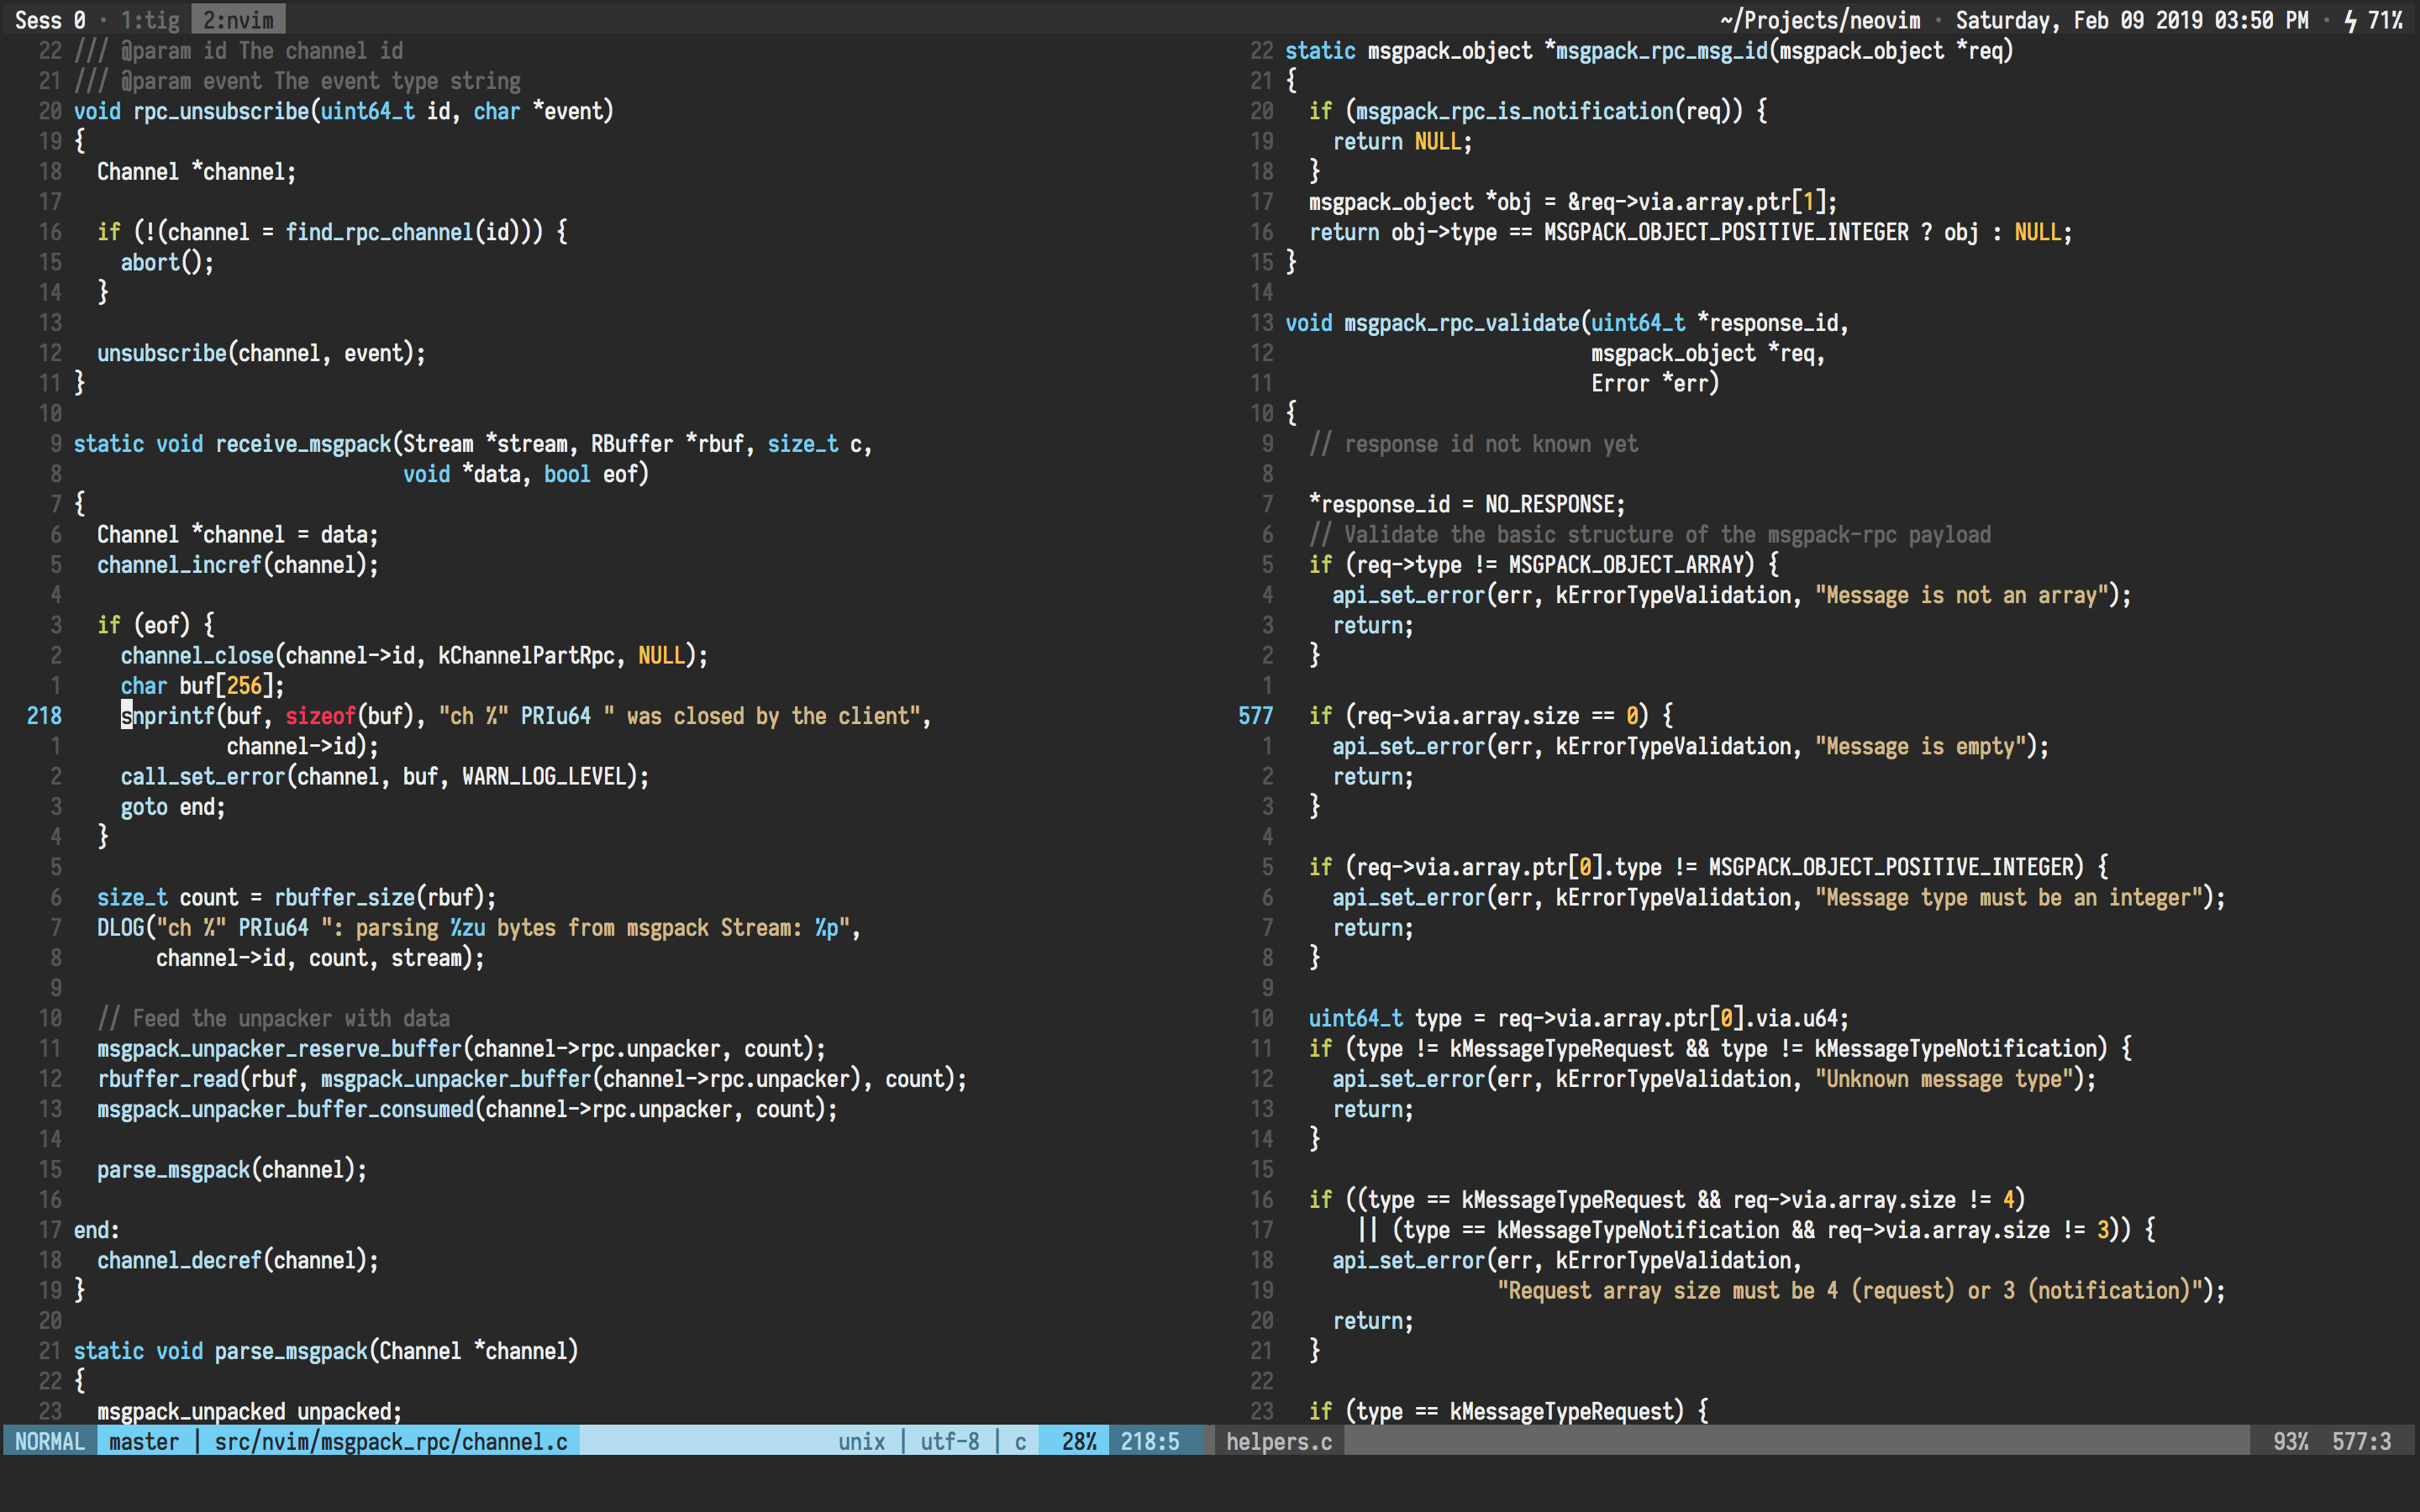 Sess 0 · 1:tig 2:nvim ~/Projects/neovim · Saturday, Feb 09 2019 03:50 PM · ϟ 71%
22 /// @param id The channel id
21 /// @param event The event type string
20 void rpc_unsubscribe(uint64_t id, char *event)
19 {
18   Channel *channel;
17
16   if (!(channel = find_rpc_channel(id))) {
15     abort();
14   }
13
12   unsubscribe(channel, event);
11 }
10
9 static void receive_msgpack(Stream *stream, RBuffer *rbuf, size_t c,
8                             void *data, bool eof)
7 {
6   Channel *channel = data;
5   channel_incref(channel);
4
3   if (eof) {
2     channel_close(channel->id, kChannelPartRpc, NULL);
1     char buf[256];
218     snprintf(buf, sizeof(buf), "ch %" PRIu64 " was closed by the client",
1              channel->id);
2     call_set_error(channel, buf, WARN_LOG_LEVEL);
3     goto end;
4   }
5
6   size_t count = rbuffer_size(rbuf);
7   DLOG("ch %" PRIu64 ": parsing %zu bytes from msgpack Stream: %p",
8        channel->id, count, stream);
9
10   // Feed the unpacker with data
11   msgpack_unpacker_reserve_buffer(channel->rpc.unpacker, count);
12   rbuffer_read(rbuf, msgpack_unpacker_buffer(channel->rpc.unpacker), count);
13   msgpack_unpacker_buffer_consumed(channel->rpc.unpacker, count);
14
15   parse_msgpack(channel);
16
17 end:
18   channel_decref(channel);
19 }
20
21 static void parse_msgpack(Channel *channel)
22 {
23   msgpack_unpacked unpacked;
NORMAL master | src/nvim/msgpack_rpc/channel.c unix | utf-8 | c 28% 218:5
22 static msgpack_object *msgpack_rpc_msg_id(msgpack_object *req)
21 {
20   if (msgpack_rpc_is_notification(req)) {
19     return NULL;
18   }
17   msgpack_object *obj = &req->via.array.ptr[1];
16   return obj->type == MSGPACK_OBJECT_POSITIVE_INTEGER ? obj : NULL;
15 }
14
13 void msgpack_rpc_validate(uint64_t *response_id,
12                           msgpack_object *req,
11                           Error *err)
10 {
9   // response id not known yet
8
7   *response_id = NO_RESPONSE;
6   // Validate the basic structure of the msgpack-rpc payload
5   if (req->type != MSGPACK_OBJECT_ARRAY) {
4     api_set_error(err, kErrorTypeValidation, "Message is not an array");
3     return;
2   }
1
577   if (req->via.array.size == 0) {
1     api_set_error(err, kErrorTypeValidation, "Message is empty");
2     return;
3   }
4
5   if (req->via.array.ptr[0].type != MSGPACK_OBJECT_POSITIVE_INTEGER) {
6     api_set_error(err, kErrorTypeValidation, "Message type must be an integer");
7     return;
8   }
9
10   uint64_t type = req->via.array.ptr[0].via.u64;
11   if (type != kMessageTypeRequest && type != kMessageTypeNotification) {
12     api_set_error(err, kErrorTypeValidation, "Unknown message type");
13     return;
14   }
15
16   if ((type == kMessageTypeRequest && req->via.array.size != 4)
17       || (type == kMessageTypeNotification && req->via.array.size != 3)) {
18     api_set_error(err, kErrorTypeValidation,
19                   "Request array size must be 4 (request) or 3 (notification)");
20     return;
21   }
22
23   if (type == kMessageTypeRequest) {
helpers.c 93% 577:3